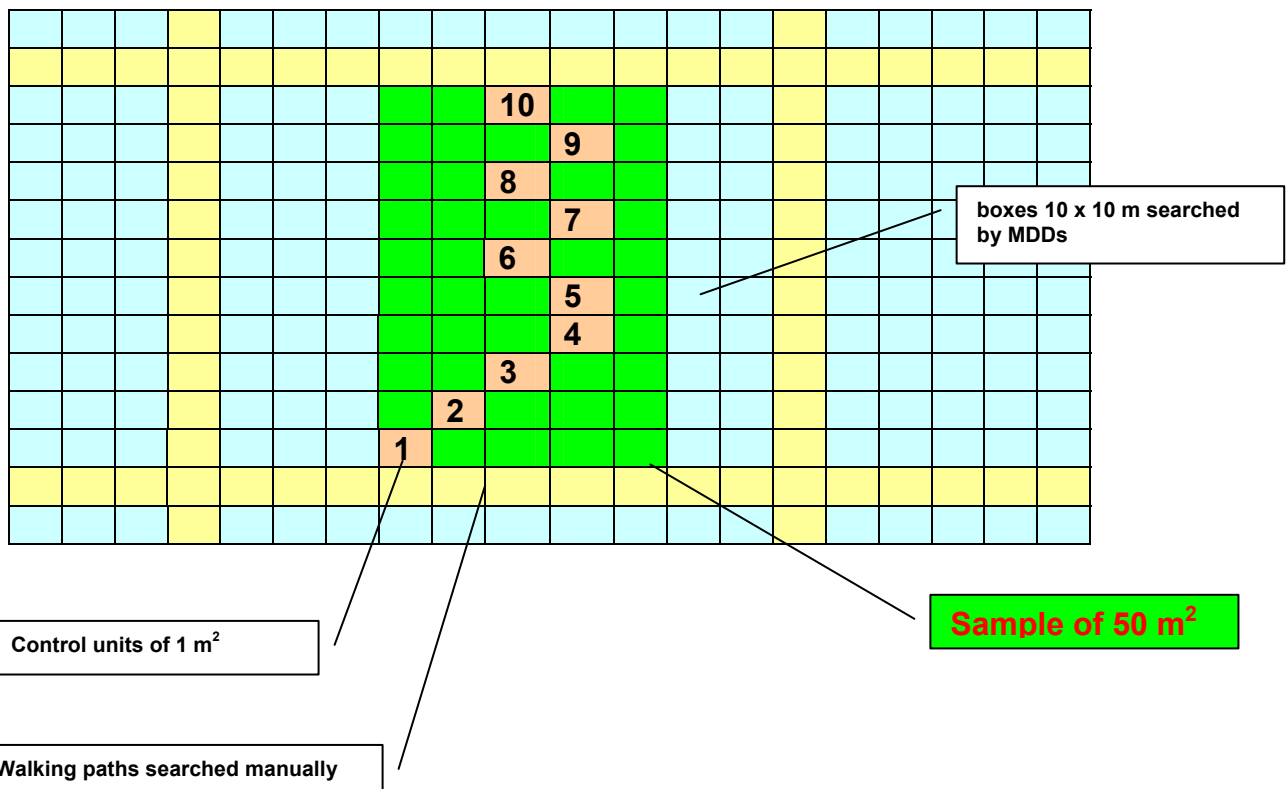 10
9
8
7
boxes 10 x 10 m searched
by MDDs
6
5
4
3
2
1
Sample of 50 m²
Control units of 1 m²
Walking paths searched manually